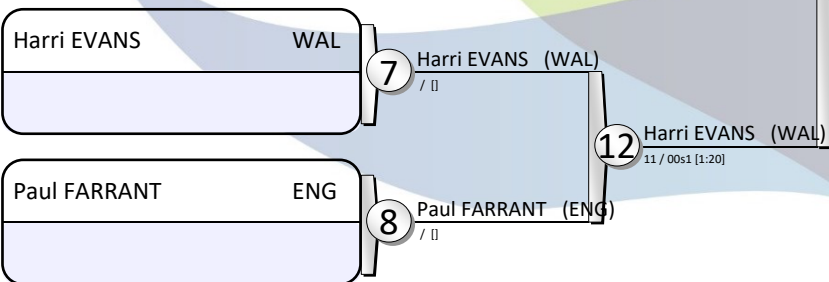 Harri EVANS WAL
7
Harri EVANS (WAL)
/ []
12
Harri EVANS (WAL)
11 / 00s1 [1:20]
Paul FARRANT ENG
8
Paul FARRANT (ENG)
/ []